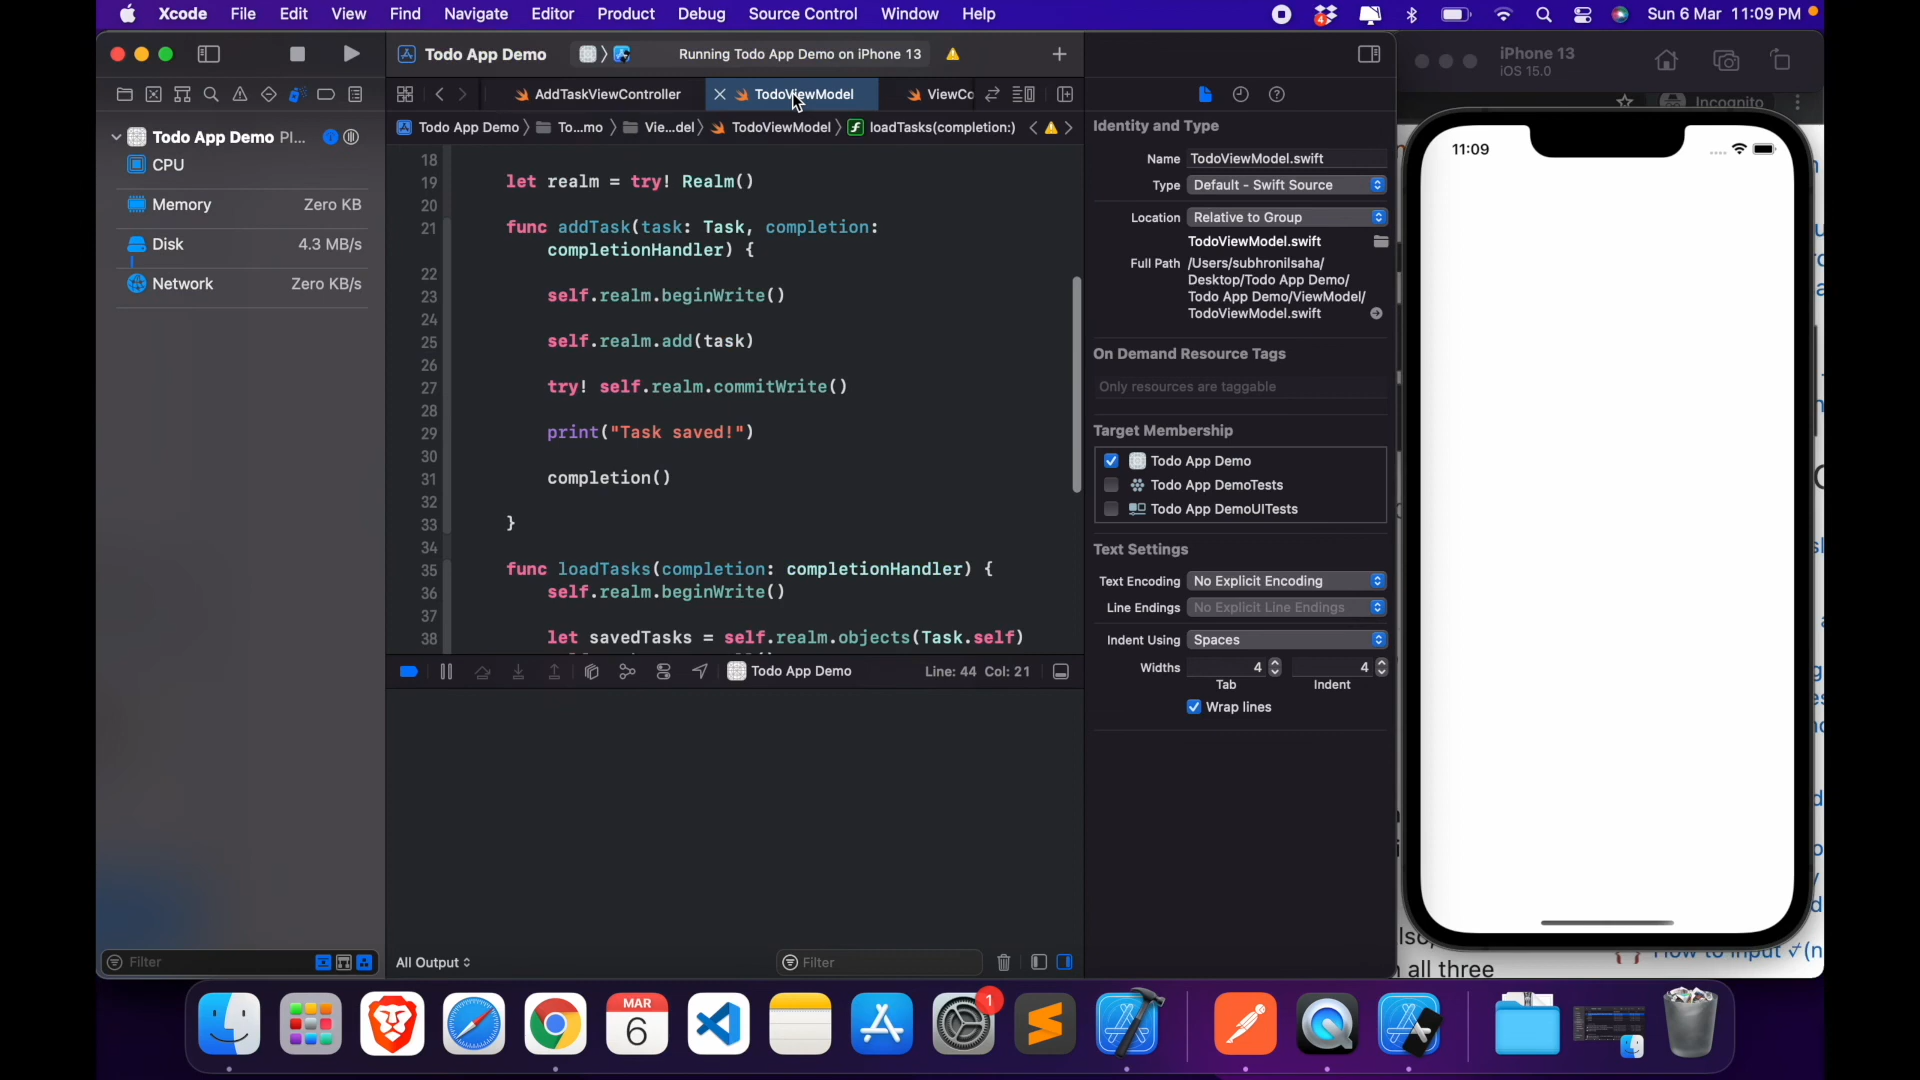 Xcode File Edit View Find Navigate Editor Product Debug Source Control Window Help
4
Sun 6 Mar 11:09 PM
Todo App Demo
Running Todo App Demo on iPhone 13
iPhone 13
iOS 15.0
AddTaskViewController
TodoViewModel
ViewCo
Incognito
Todo App Demo
To...mo
Vie...del
TodoViewModel
loadTasks(completion:)
Todo App Demo PI...
CPU
Memory Zero KB
Disk 4.3 MB/s
Network Zero KB/s
18
19 let realm = try! Realm()
20
21 func addTask(task: Task, completion:
completionHandler) {
22
23 self.realm.beginWrite()
24
25 self.realm.add(task)
26
27 try! self.realm.commitWrite()
28
29 print("Task saved!")
30
31 completion()
32
33 }
34
35 func loadTasks(completion: completionHandler) {
36 self.realm.beginWrite()
37
38 let savedTasks = self.realm.objects(Task.self)
Todo App Demo
Line: 44 Col: 21
Filter
All Output
Filter
Identity and Type
Name TodoViewModel.swift
Type Default - Swift Source
Location Relative to Group
TodoViewModel.swift
Full Path /Users/subhronilsaha/
Desktop/Todo App Demo/
Todo App Demo/ViewModel/
TodoViewModel.swift
On Demand Resource Tags
Only resources are taggable
Target Membership
Todo App Demo
Todo App DemoTests
Todo App DemoUITests
Text Settings
Text Encoding No Explicit Encoding
Line Endings No Explicit Line Endings
Indent Using Spaces
Widths 4 4
Tab Indent
Wrap lines
11:09
all three
How to input
MAR
6
1